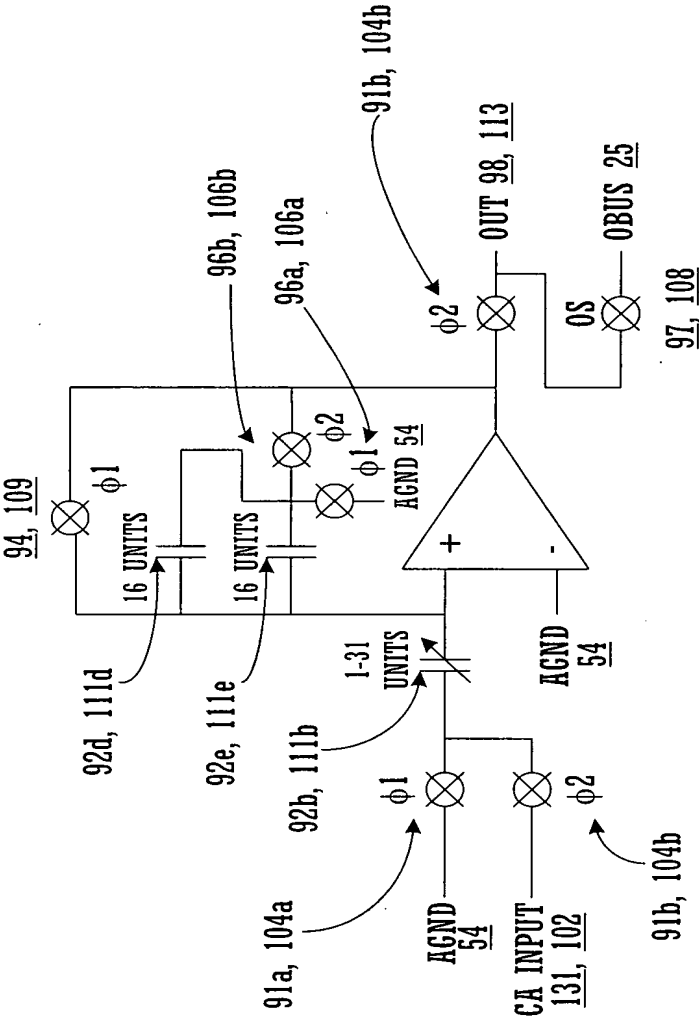 94, 109
ϕ1
16 UNITS
92d, 111d
16 UNITS
92e, 111e
96b, 106b
96a, 106a
ϕ2
ϕ1
AGND 54
91b, 104b
ϕ2
OUT 98, 113
OS
OBUS 25
97, 108
+
-
AGND
54
1-31
UNITS
92b, 111b
ϕ1
91a, 104a
AGND
54
CA INPUT
131, 102
ϕ2
91b, 104b